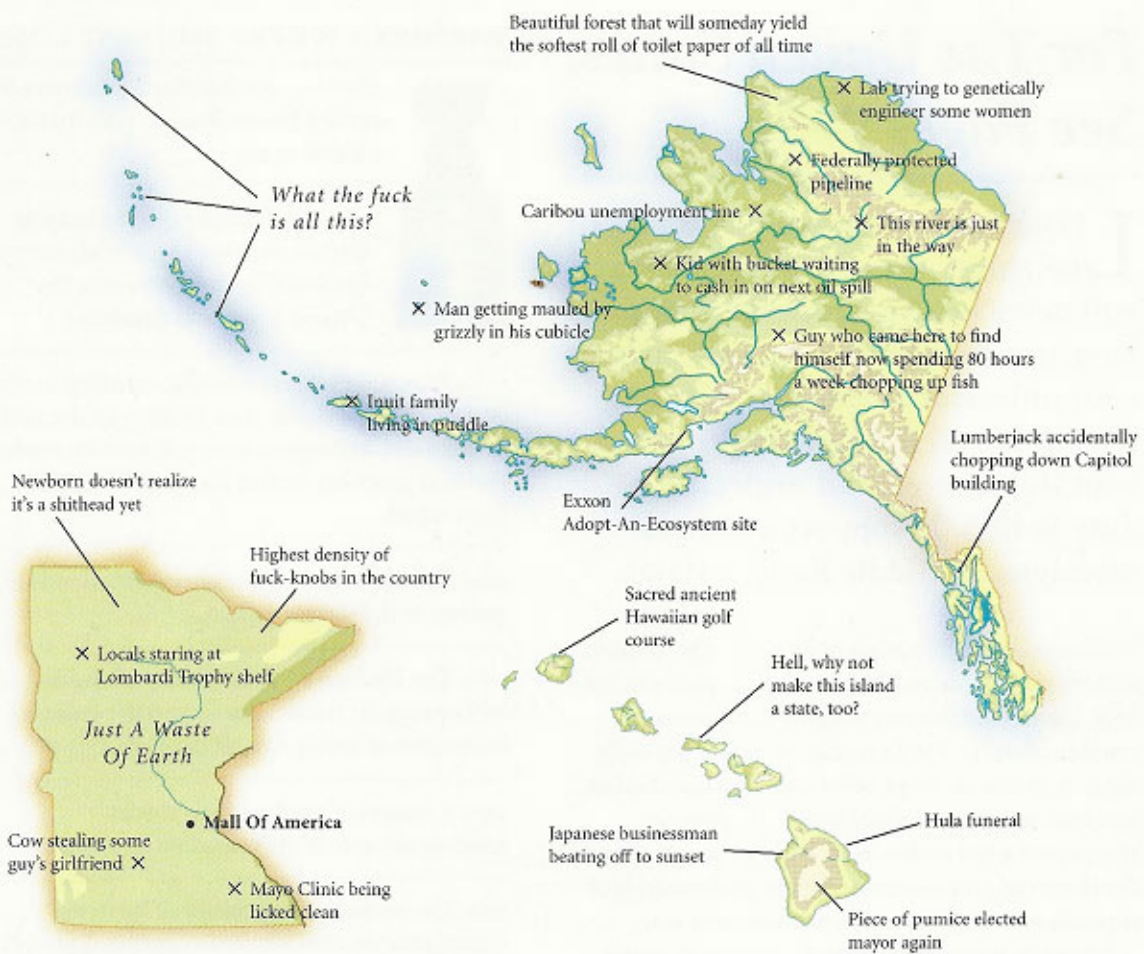 Beautiful forest that will someday yield
the softest roll of toilet paper of all time
Lab trying to genetically
engineer some women
Federally protected
pipeline
What the fuck
is all this?
Caribou unemployment line
This river is just
in the way
Kid with bucket waiting
to cash in on next oil spill
Man getting mauled by
grizzly in his cubicle
Guy who came here to find
himself now spending 80 hours
a week chopping up fish
Inuit family
living in puddle
Lumberjack accidentally
chopping down Capitol
building
Exxon
Adopt-An-Ecosystem site
Newborn doesn't realize
it's a shithead yet
Highest density of
fuck-knobs in the country
Locals staring at
Lombardi Trophy shelf
Just A Waste
Of Earth
Mall Of America
Cow stealing some
guy's girlfriend
Mayo Clinic being
licked clean
Sacred ancient
Hawaiian golf
course
Hell, why not
make this island
a state, too?
Japanese businessman
beating off to sunset
Hula funeral
Piece of pumice elected
mayor again